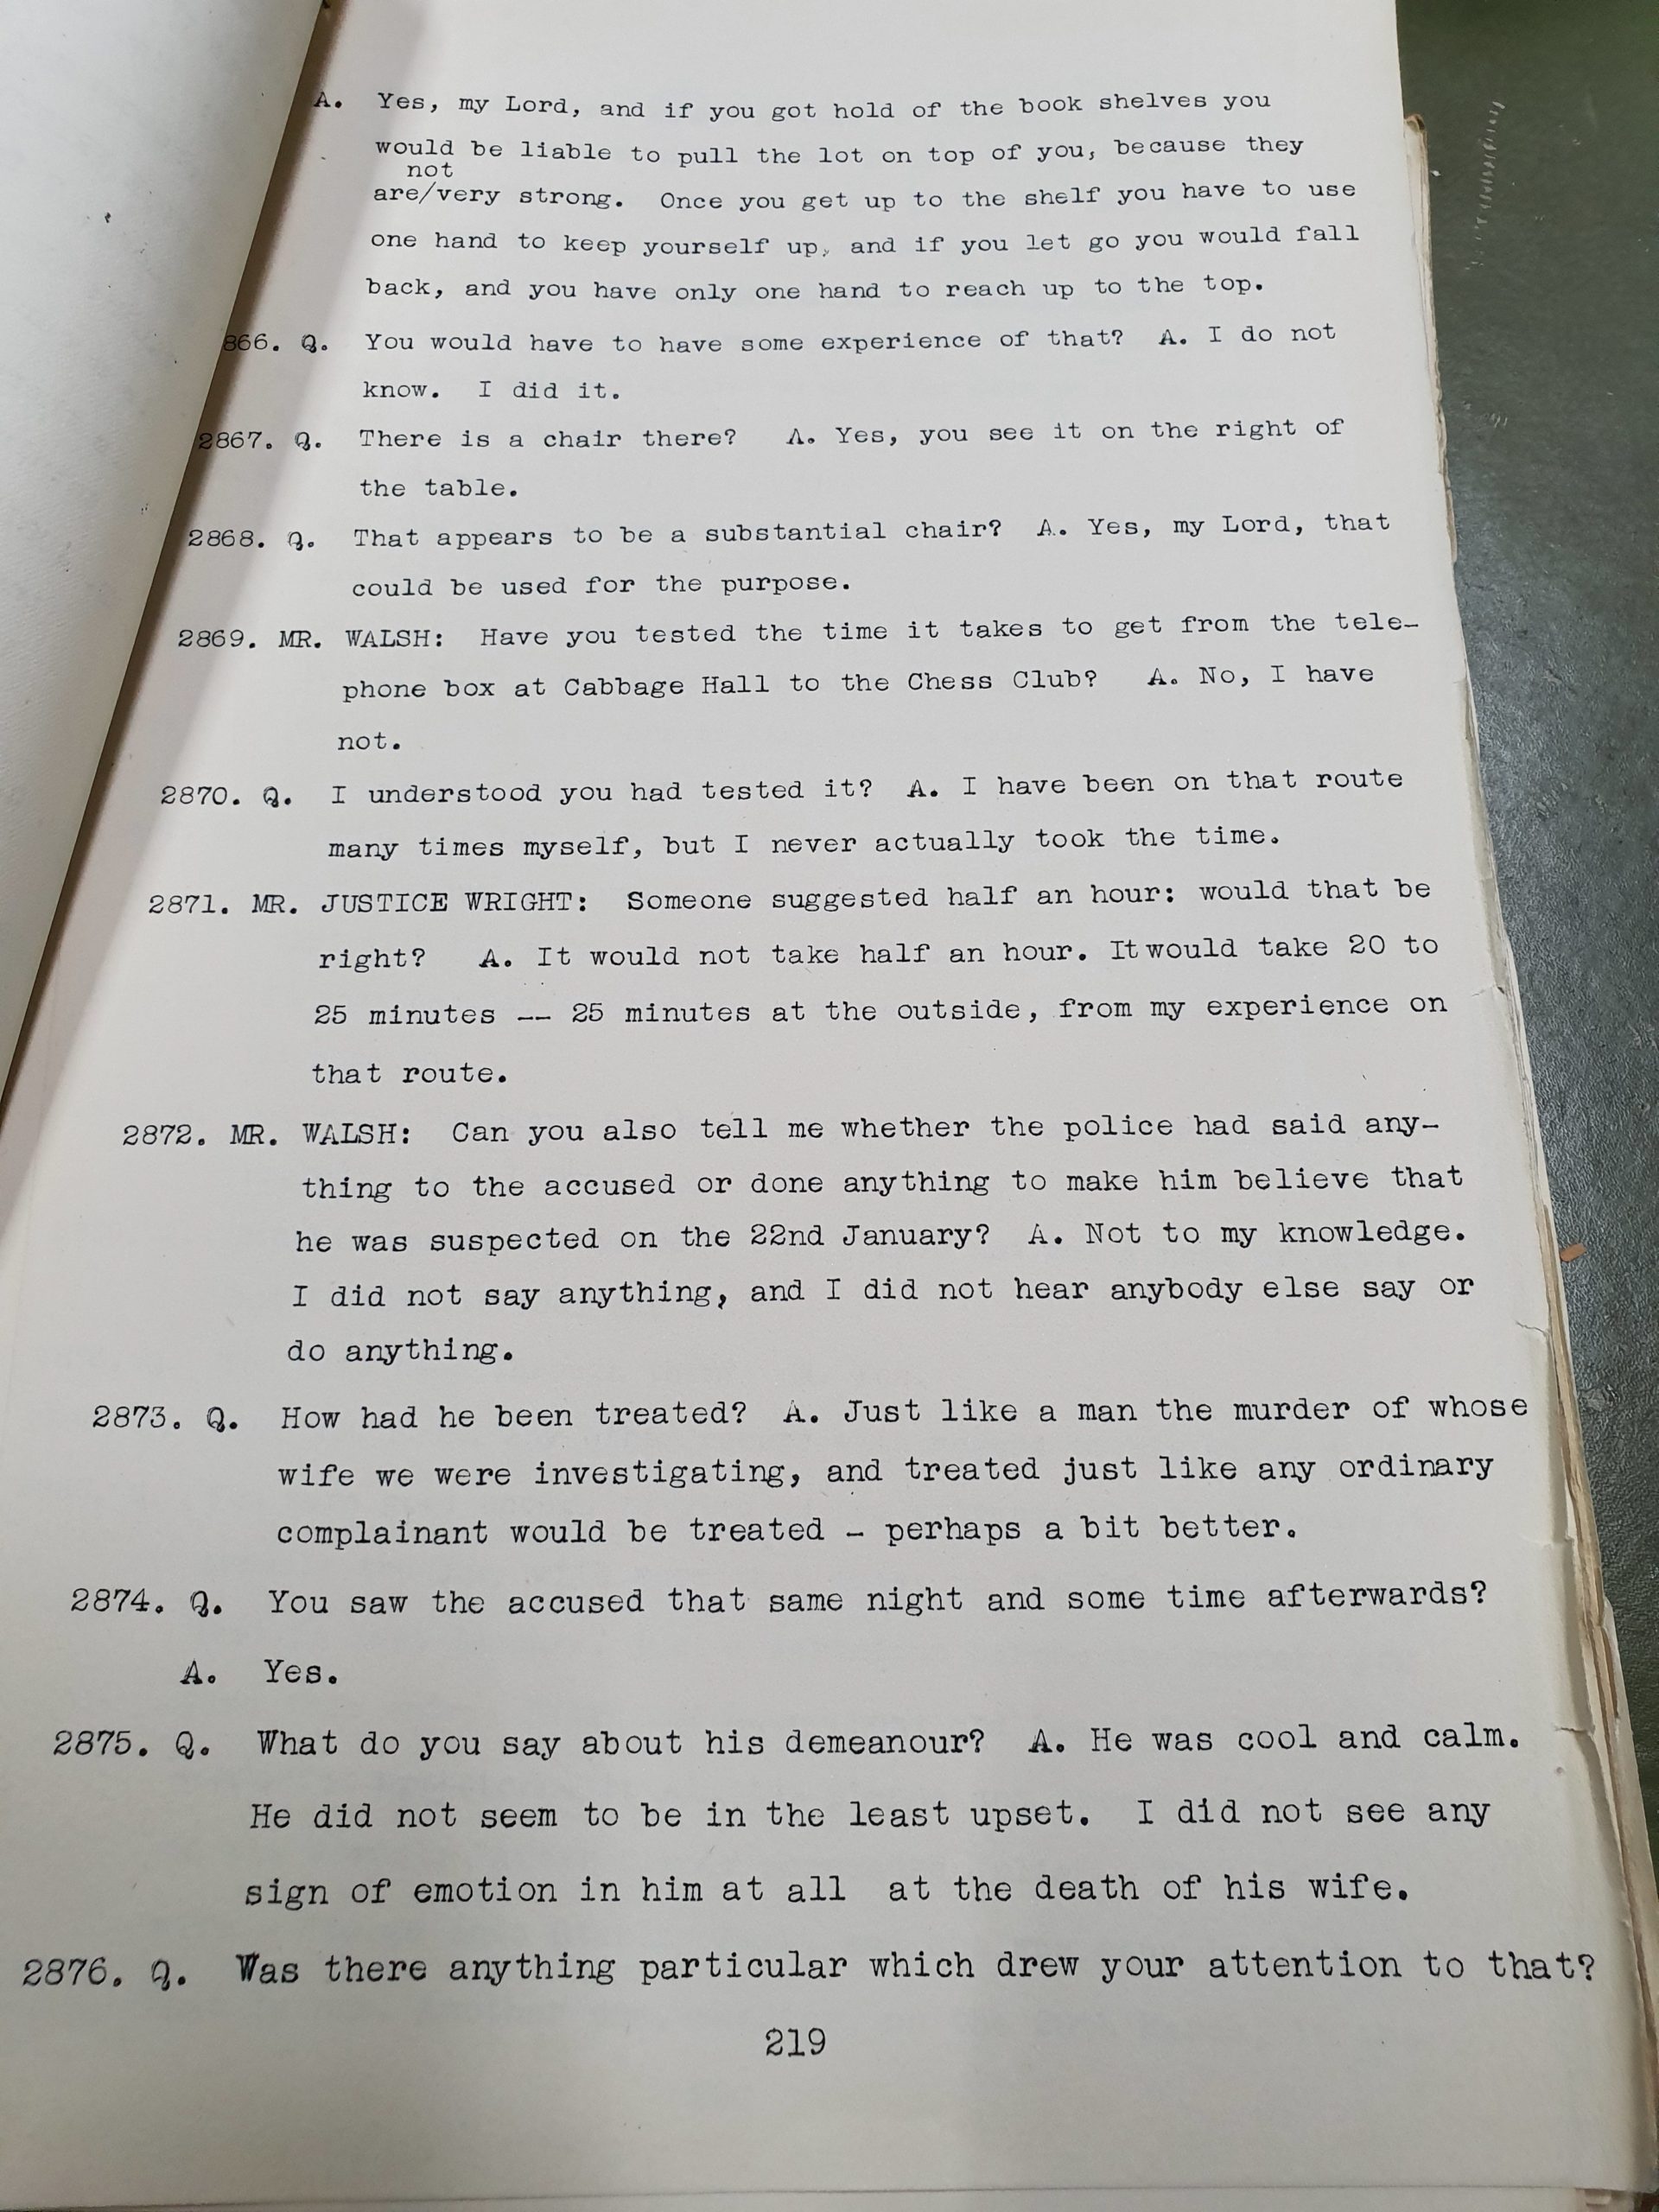 A. Yes, my Lord, and if you got hold of the book shelves you
would be liable to pull the lot on top of you, because they
not
are/very strong. Once you get up to the shelf you have to use
one hand to keep yourself up, and if you let go you would fall
back, and you have only one hand to reach up to the top.
866. Q. You would have to have some experience of that? A. I do not
know. I did it.
2867. Q. There is a chair there? A. Yes, you see it on the right of
the table.
2868. Q. That appears to be a substantial chair? A. Yes, my Lord, that
could be used for the purpose.
2869. MR. WALSH: Have you tested the time it takes to get from the tele-
phone box at Cabbage Hall to the Chess Club? A. No, I have
not.
2870. Q. I understood you had tested it? A. I have been on that route
many times myself, but I never actually took the time.
2871. MR. JUSTICE WRIGHT: Someone suggested half an hour: would that be
right? A. It would not take half an hour. It would take 20 to
25 minutes -- 25 minutes at the outside, from my experience on
that route.
2872. MR. WALSH: Can you also tell me whether the police had said any-
thing to the accused or done anything to make him believe that
he was suspected on the 22nd January? A. Not to my knowledge.
I did not say anything, and I did not hear anybody else say or
do anything.
2873. Q. How had he been treated? A. Just like a man the murder of whose
wife we were investigating, and treated just like any ordinary
complainant would be treated - perhaps a bit better.
2874. Q. You saw the accused that same night and some time afterwards?
A. Yes.
2875. Q. What do you say about his demeanour? A. He was cool and calm.
He did not seem to be in the least upset. I did not see any
sign of emotion in him at all at the death of his wife.
2876. Q. Was there anything particular which drew your attention to that?
219